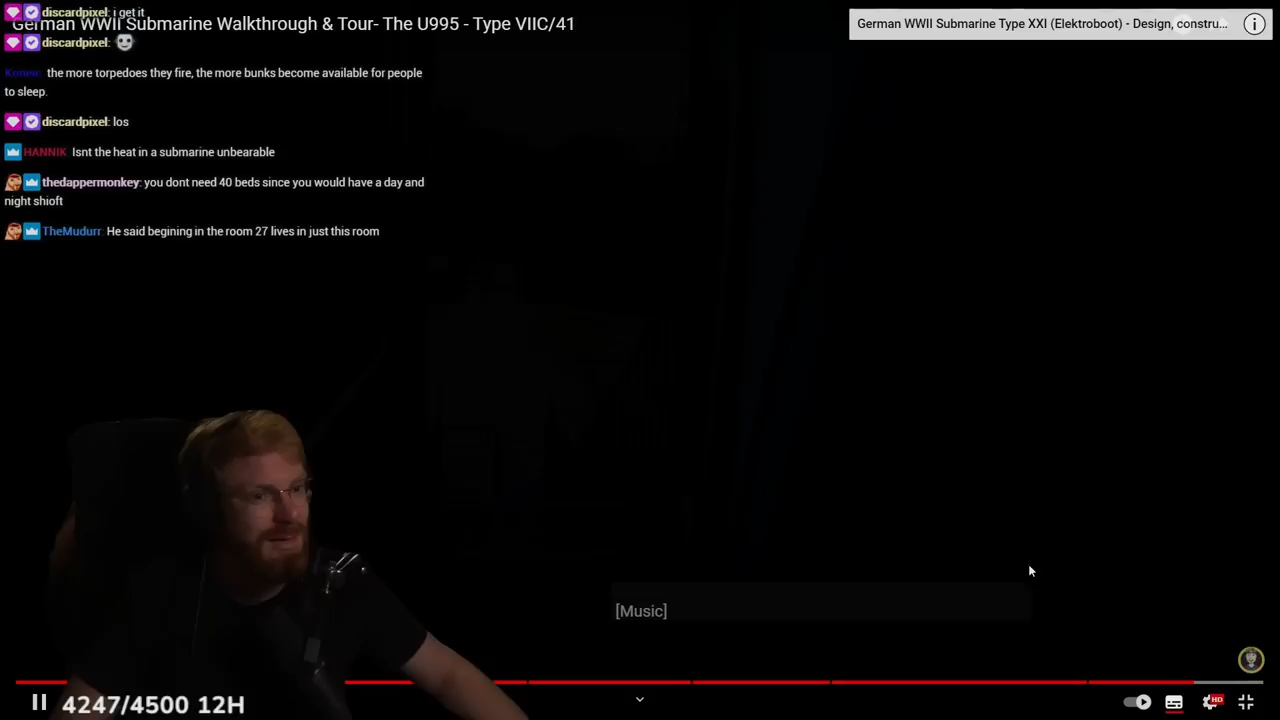 discardpixel: i get it
German WWII Submarine Walkthrough & Tour- The U995 - Type VIIC/41
German WWII Submarine Type XXI (Elektroboot) - Design, constru...
discardpixel:
the more torpedoes they fire, the more bunks become available for people
to sleep.
discardpixel: los
HANNIK Isnt the heat in a submarine unbearable
thedappermonkey: you dont need 40 beds since you would have a day and
night shioft
TheMudurr: He said begining in the room 27 lives in just this room
[Music]
4247/4500 12H
HD